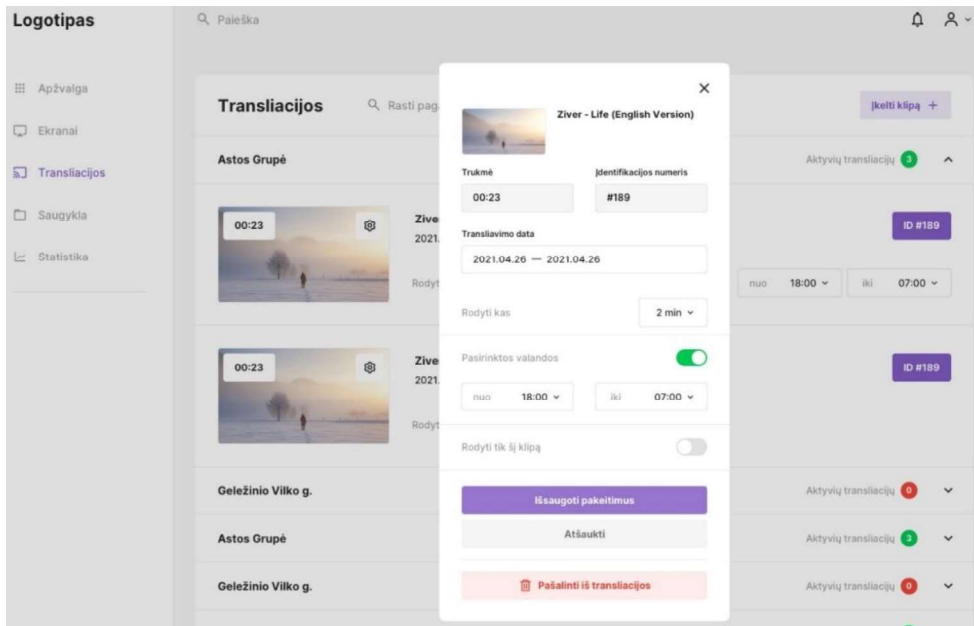 Logotipas
Paieška
Apžvalga
Ekranai
Transliacijos
Saugykla
Statistika
Transliacijos
Rasti pag
Įkelti klipą +
Astos Grupė
Aktyvių transliacijų 3
00:23
Zive
2021.
Rodyt
ID #189
nuo 18:00
iki 07:00
00:23
Zive
2021.
Rodyt
ID #189
Geležinio Vilko g.
Aktyvių transliacijų 0
Astos Grupė
Aktyvių transliacijų 3
Geležinio Vilko g.
Aktyvių transliacijų 0
Ziver - Life (English Version)
Trukmė
Įdentifikacijos numeris
00:23
#189
Transliavimo data
2021.04.26 — 2021.04.26
Rodyti kas
2 min
Pasirinktos valandos
nuo 18:00
iki 07:00
Rodyti tik šį klipą
Išsaugoti pakeitimus
Atšaukti
Pašalinti iš transliacijos